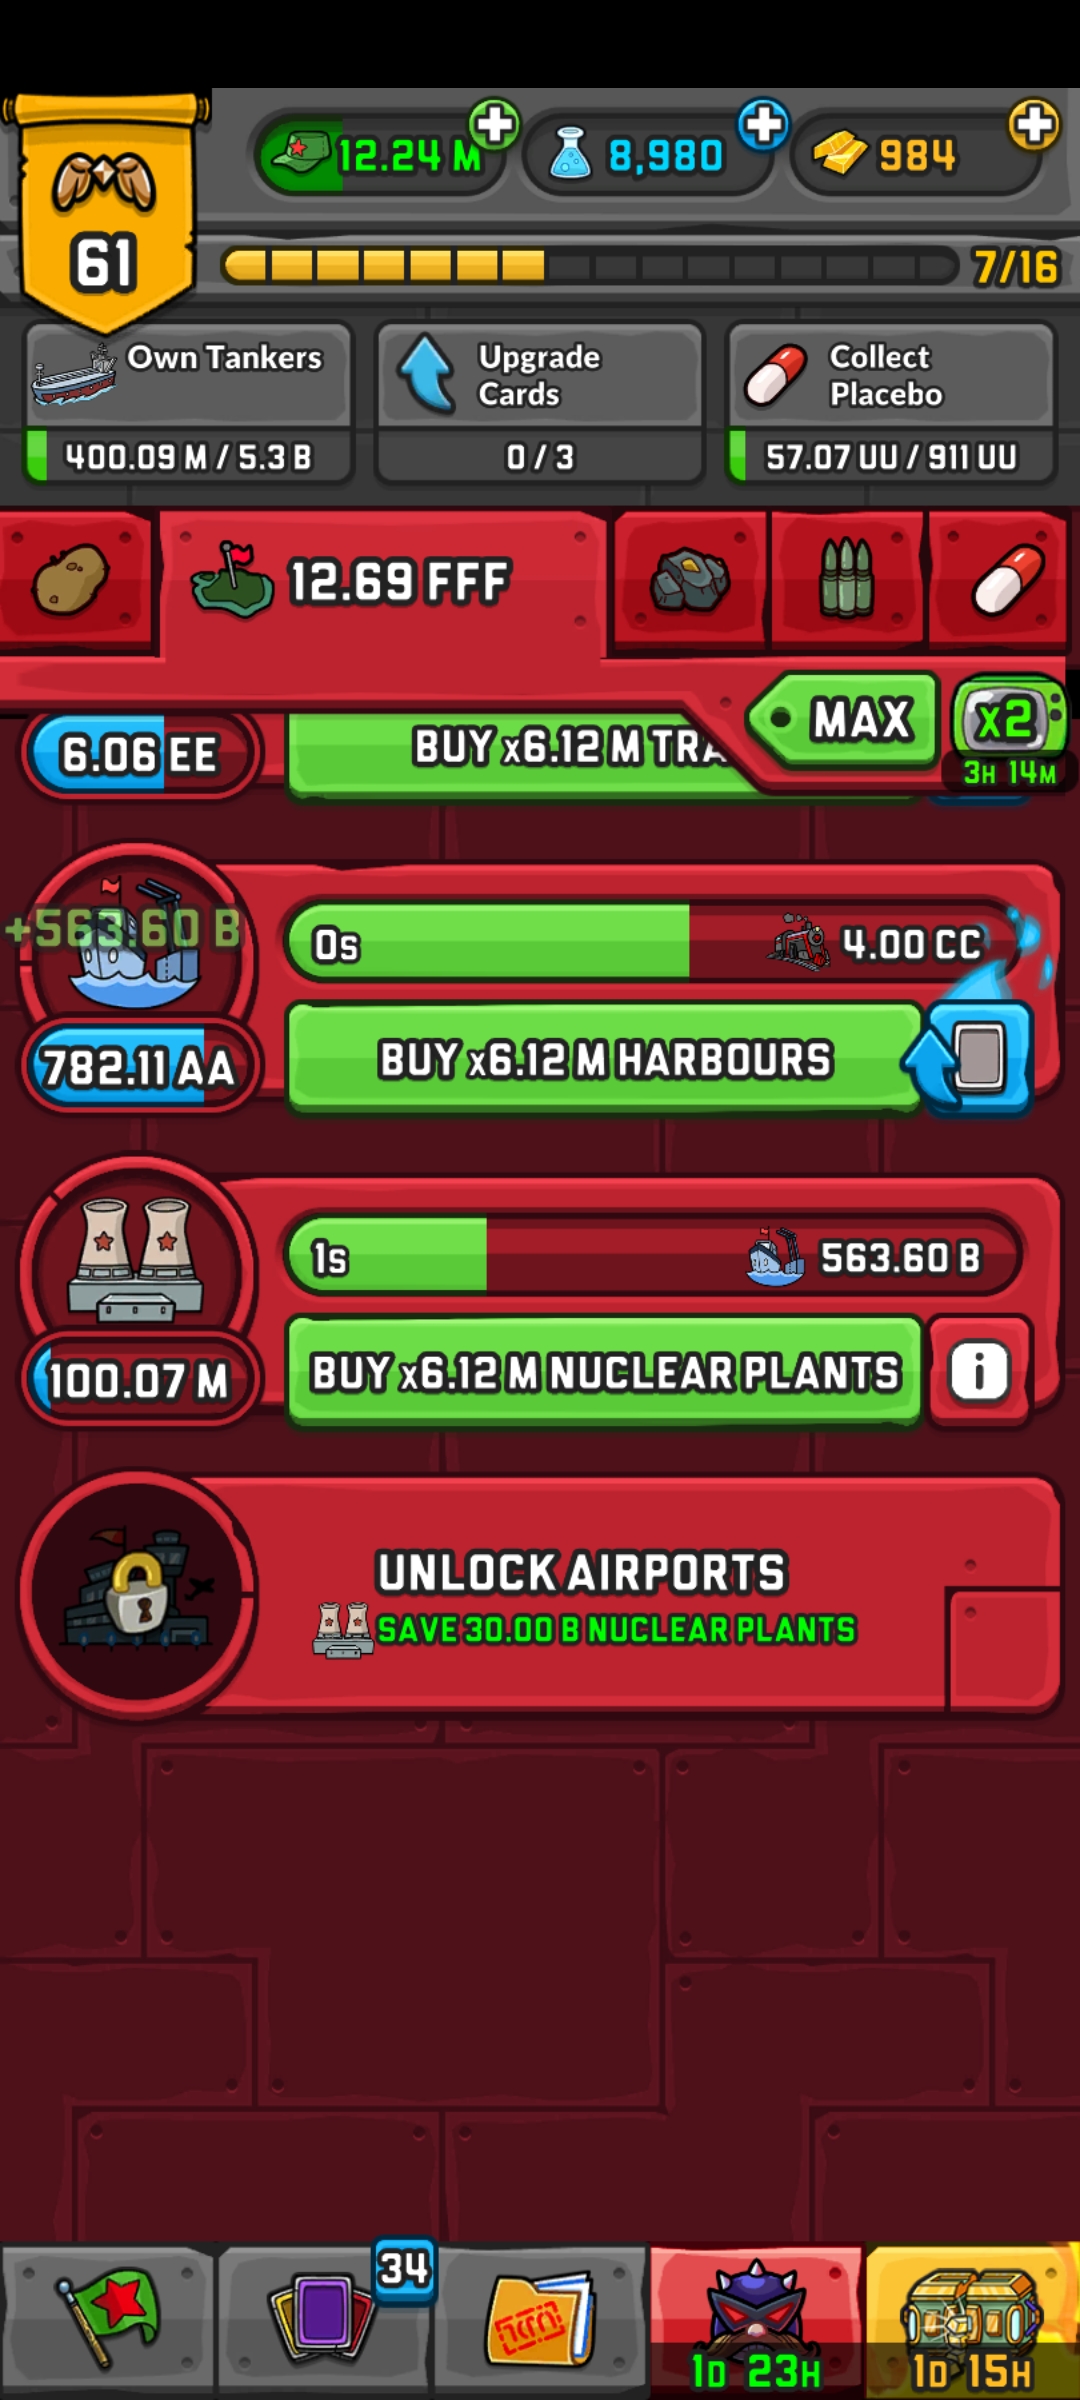 12.24 M
8,980
984
61
7/16
Own Tankers
400.09 M / 5.3 B
Upgrade
Cards
0 / 3
Collect
Placebo
57.07 UU / 911 UU
12.69 FFF
MAX
x2
3H 14M
6.06 EE
BUY x6.12 M TRA
+563.60 B
0s
4.00 CC
782.11 AA
BUY x6.12 M HARBOURS
1s
563.60 B
100.07 M
BUY x6.12 M NUCLEAR PLANTS
i
UNLOCK AIRPORTS
SAVE 30.00 B NUCLEAR PLANTS
34
1D 23H
1D 15H